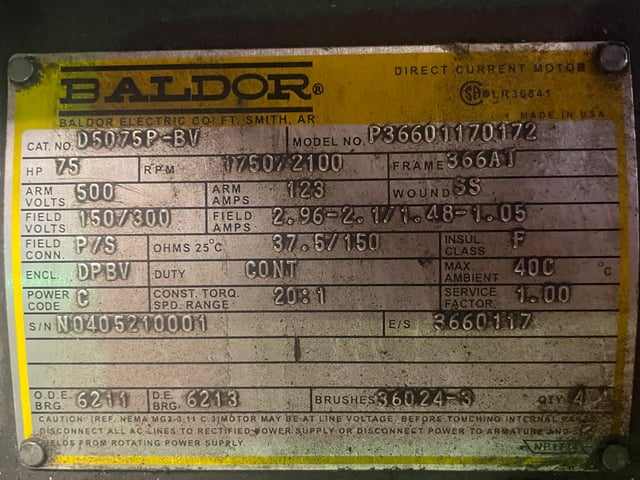 BALDOR®
DIRECT CURRENT MOTOR
SA® LR36841
BALDOR ELECTRIC CO. FT. SMITH, AR MADE IN USA
CAT. NO. D5075P-BV MODEL NO. P36601170172
HP 75 RPM 1750/2100 FRAME 366AT
ARM VOLTS 500 ARM AMPS 123 WOUND SS
FIELD VOLTS 150/300 FIELD AMPS 2.96-2.1/1.48-1.05
FIELD CONN. P/S OHMS 25°C 37.5/150 INSUL. CLASS F
ENCL. DPBV DUTY CONT MAX. AMBIENT 40C °C
POWER CODE C CONST. TORQ. SPD. RANGE 20:1 SERVICE FACTOR 1.00
S/N N0405210001 E/S 3660117
O.D.E. BRG. 6211 D.E. BRG. 6213 BRUSHES 36024-3 QTY 4
CAUTION: (REF. NEMA MG2-3.11 C.3) MOTOR MAY BE AT LINE VOLTAGE, BEFORE TOUCHING INTERNAL PARTS
DISCONNECT ALL AC LINES TO RECTIFIED POWER SUPPLY OR DISCONNECT POWER TO ARMATURE AND
FIELDS FROM ROTATING POWER SUPPLY.